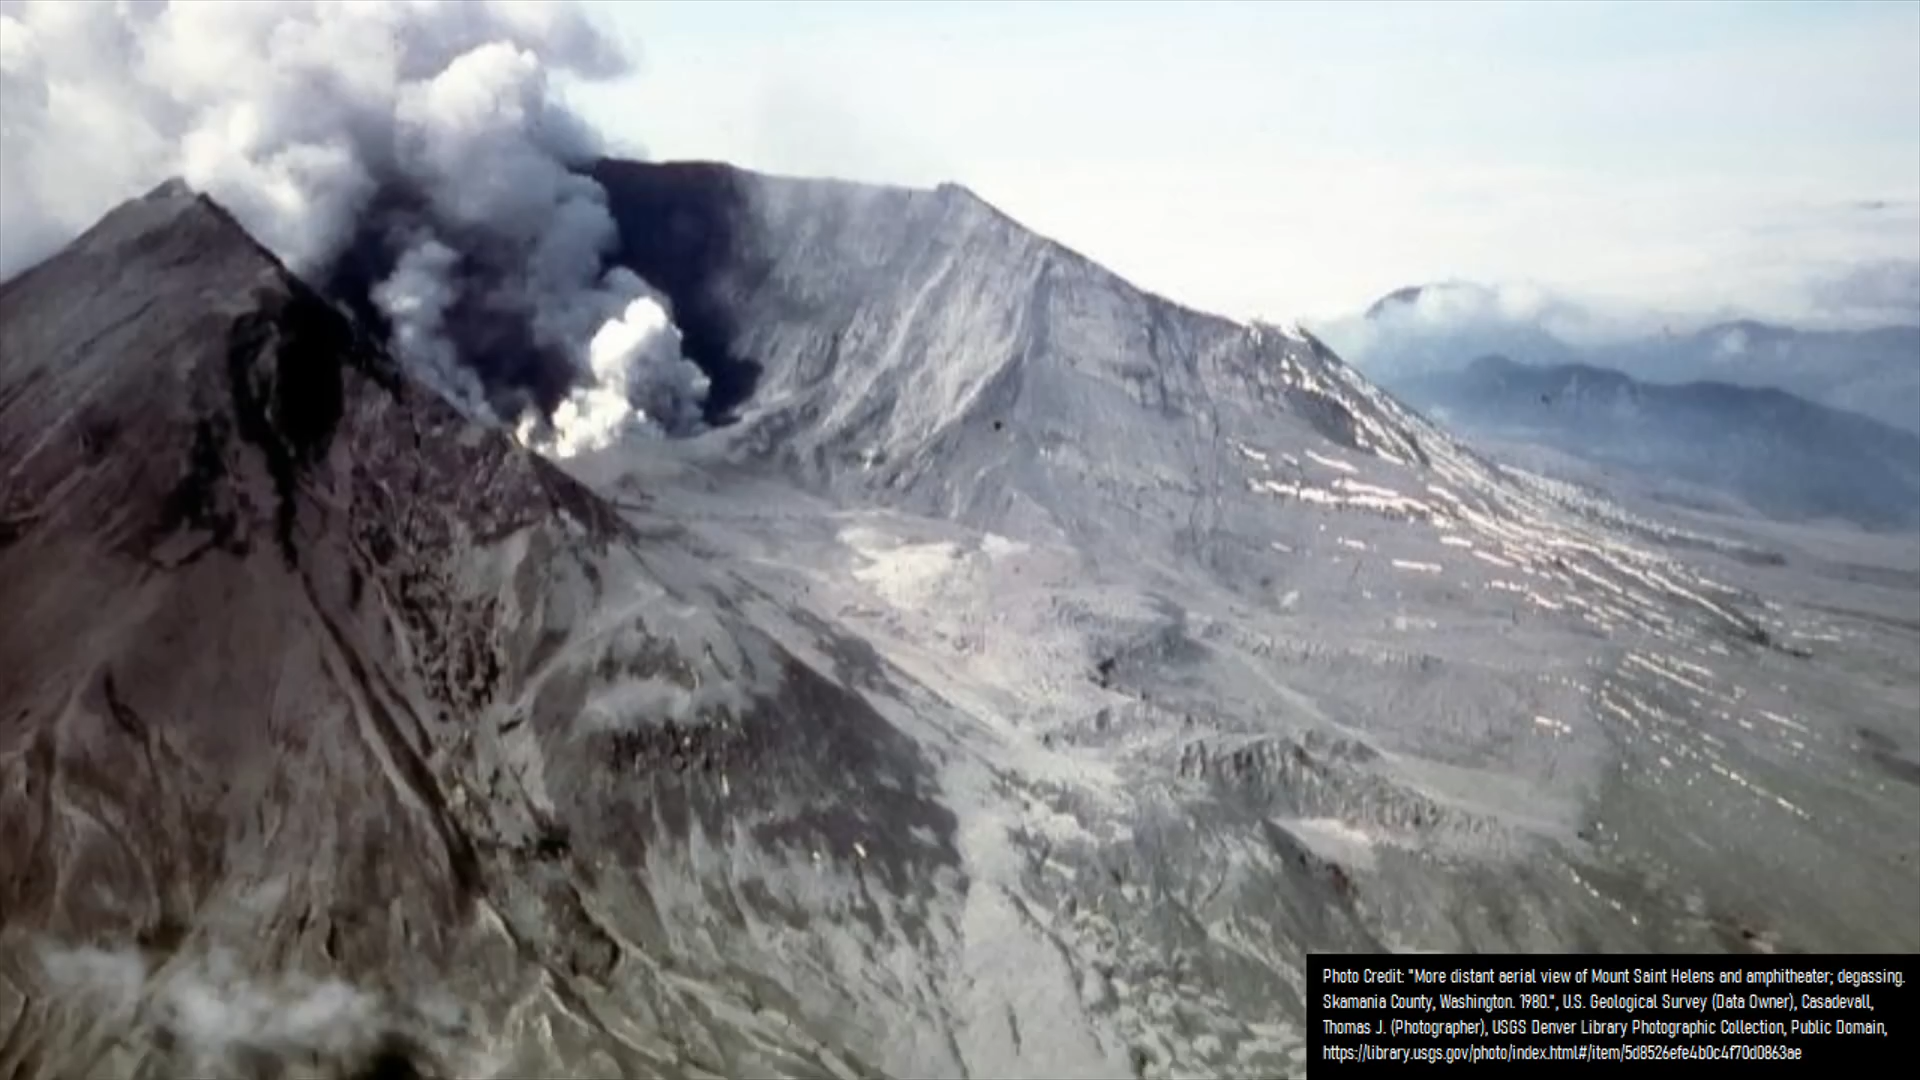 Photo Credit: "More distant aerial view of Mount Saint Helens and amphitheater; degassing.
Skamania County, Washington. 1980.", U.S. Geological Survey (Data Owner), Casadevall,
Thomas J. (Photographer), USGS Denver Library Photographic Collection, Public Domain,
https://library.usgs.gov/photo/index.html#/item/5d8526efe4b0c4f70d0863ae